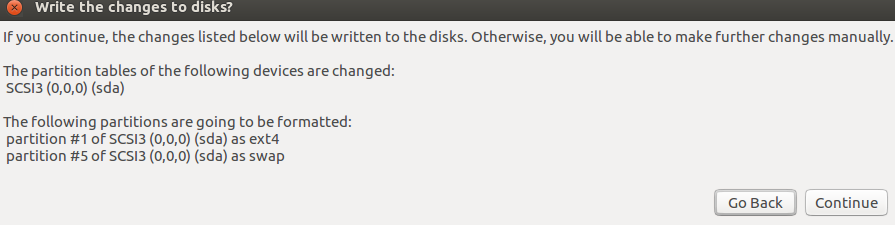 Write the changes to disks?
If you continue, the changes listed below will be written to the disks. Otherwise, you will be able to make further changes manually.
The partition tables of the following devices are changed:
SCSI3 (0,0,0) (sda)
The following partitions are going to be formatted:
partition #1 of SCSI3 (0,0,0) (sda) as ext4
partition #5 of SCSI3 (0,0,0) (sda) as swap
Go Back Continue